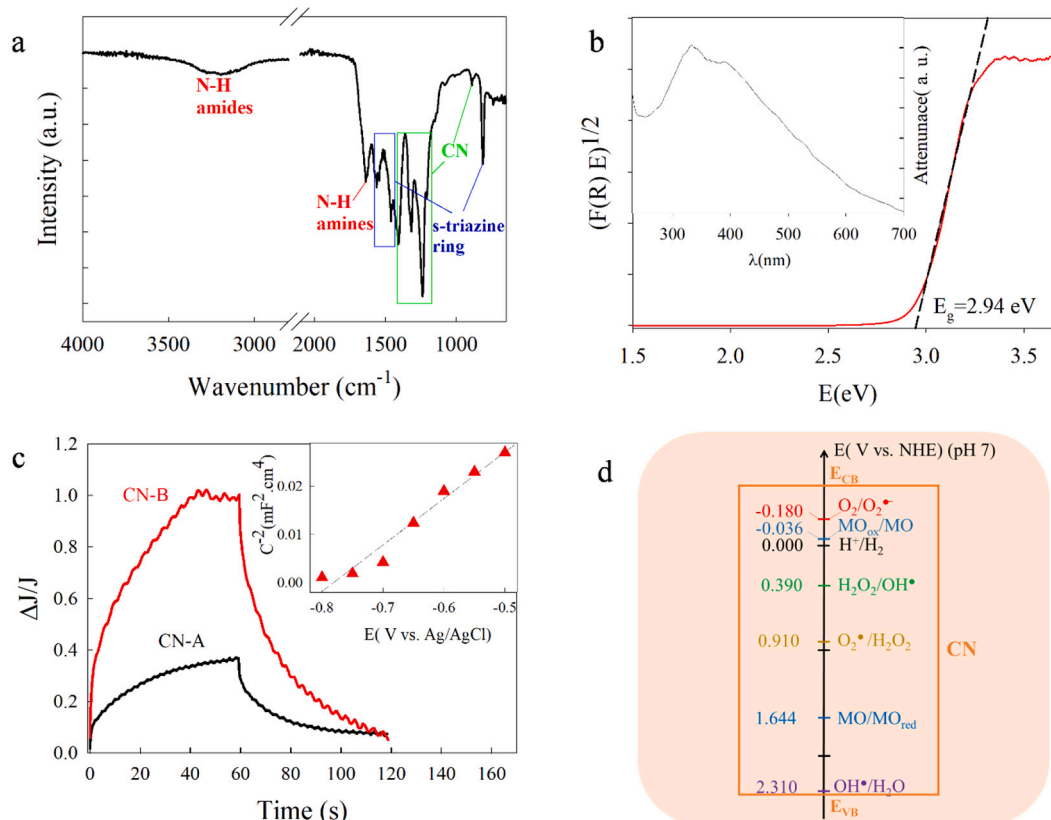 a
Intensity (a.u.)
N-H
amides
N-H
amines
CN
s-triazine
ring
4000 3000 2000 1500 1000
Wavenumber (cm-1)
b
(F(R) E)1/2
Attenunace( a. u.)
300 400 500 600 700
λ(nm)
Eg=2.94 eV
1.5 2.0 2.5 3.0 3.5
E(eV)
c
ΔJ/J
1.2
1.0
0.8
0.6
0.4
0.2
0.0
CN-B
CN-A
C-2(mF2.cm4)
0.02
0.01
0.00
-0.8 -0.7 -0.6 -0.5
E( V vs. Ag/AgCl)
0 20 40 60 80 100 120 140 160
Time (s)
d
E( V vs. NHE) (pH 7)
ECB
-0.180 O2/O2●−
-0.036 MOox/MO
0.000 H+/H2
0.390 H2O2/OH●
0.910 O2●/H2O2
CN
1.644 MO/MOred
2.310 OH●/H2O
EVB